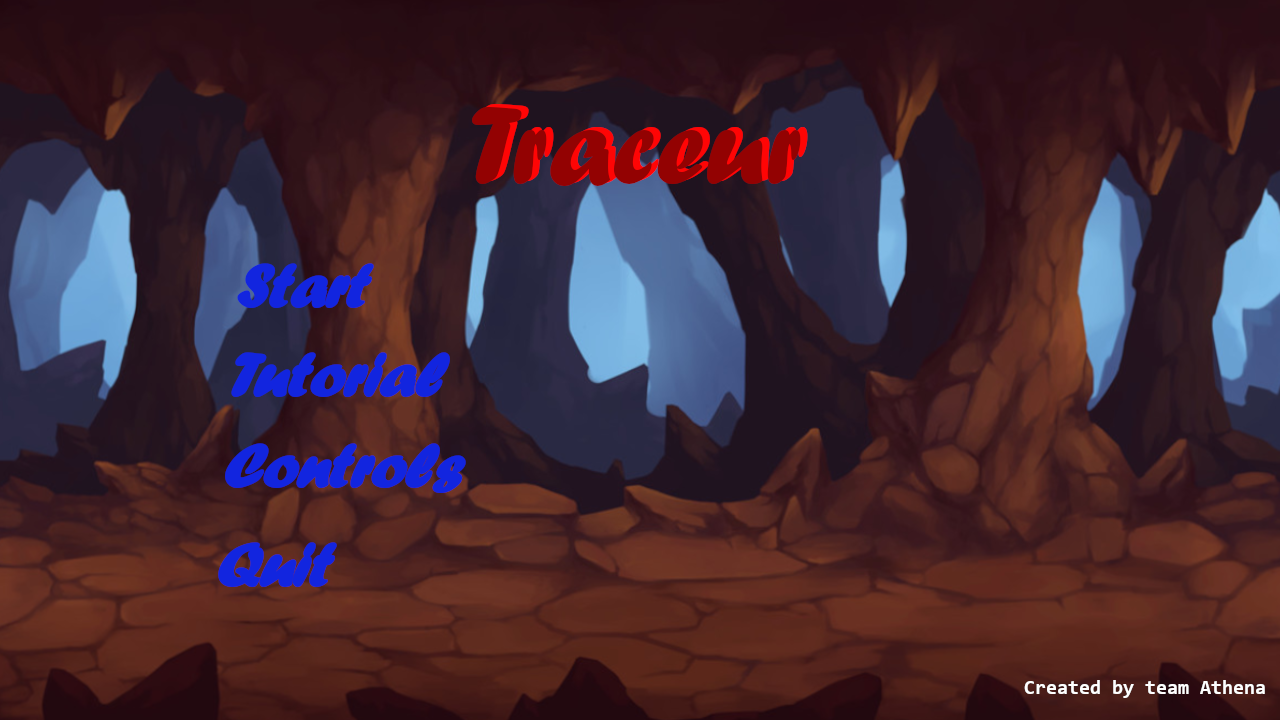 Traceur
Start
Tutorial
Controls
Quit
Created by team Athena